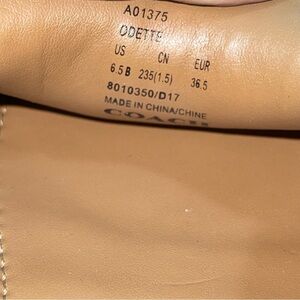 A01375
ODETTE
US CN EUR
6.5B 235(1.5) 36.5
8010350/D17
MADE IN CHINA/CHINE
COACH